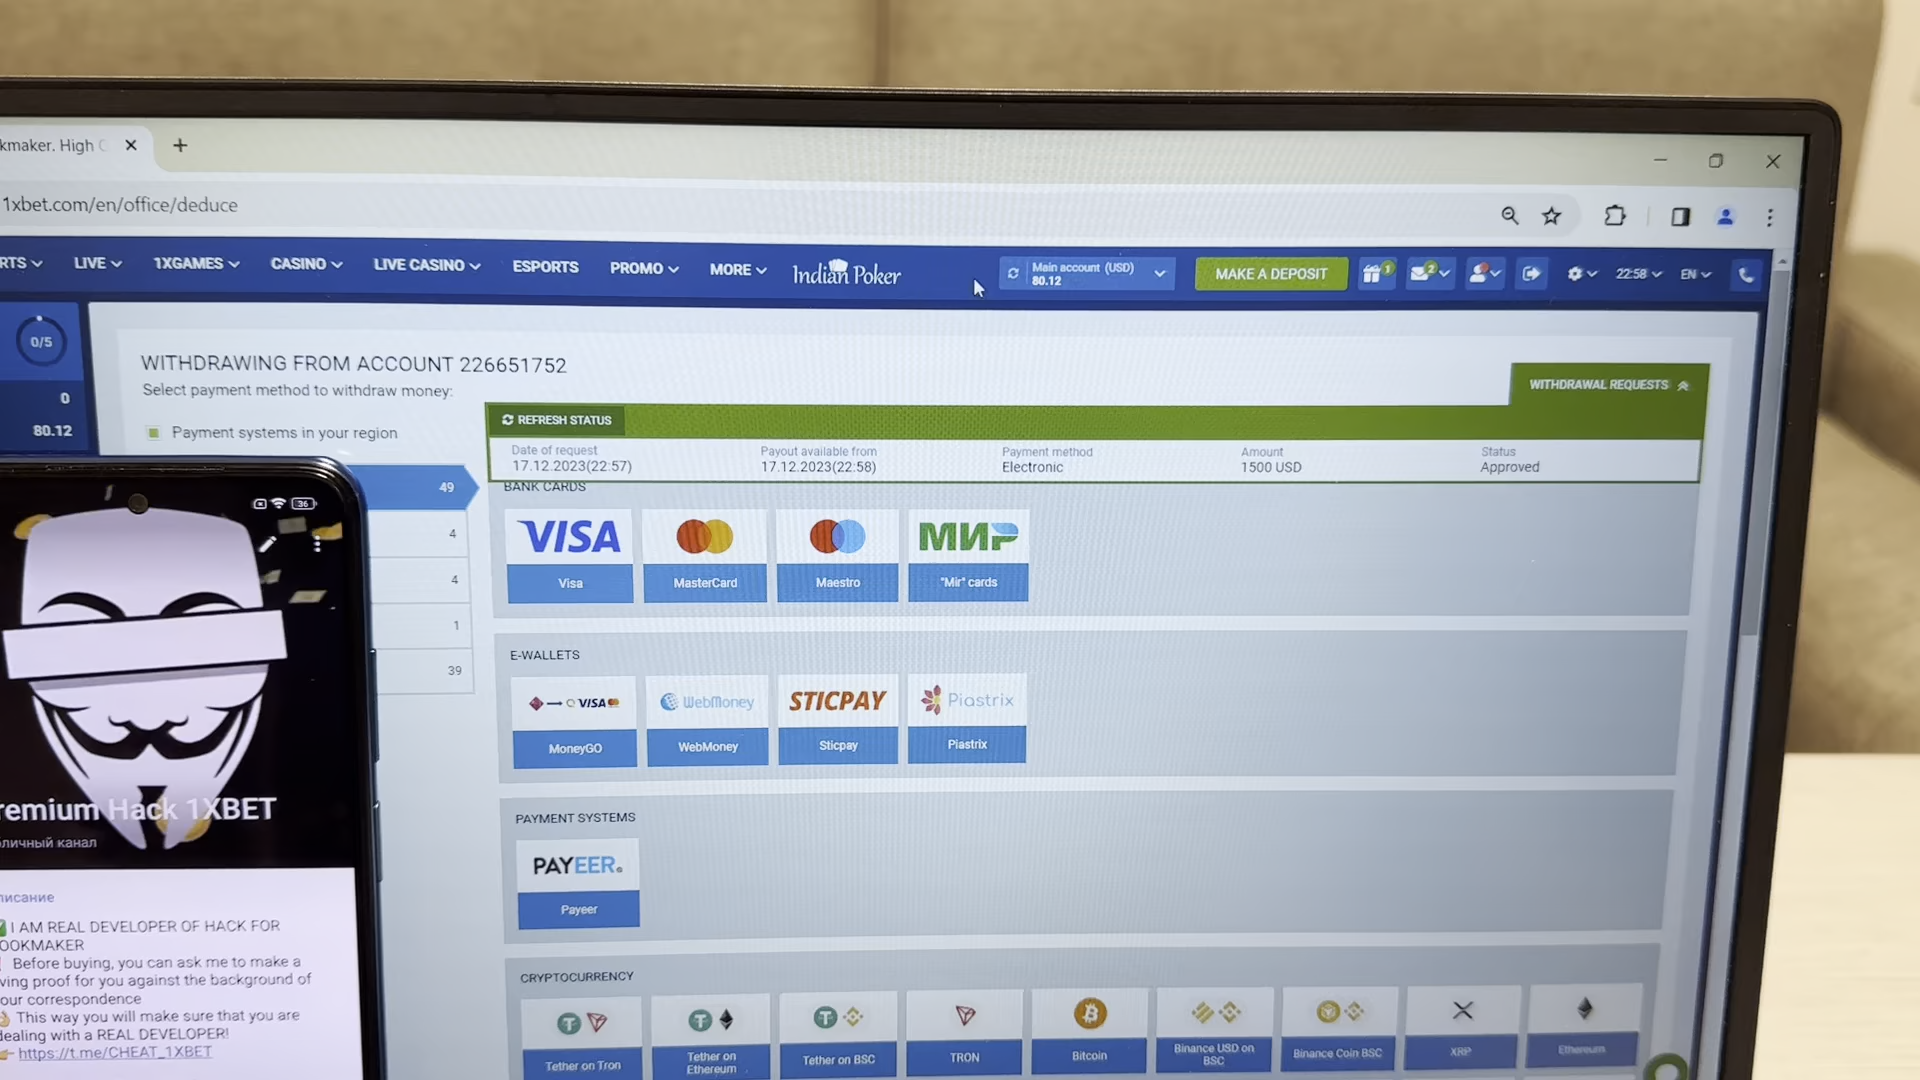 kmaker. High
1xbet.com/en/office/deduce
RTS
LIVE
1XGAMES
CASINO
LIVE CASINO
ESPORTS
PROMO
MORE
Indian Poker
Main account (USD)
80.12
MAKE A DEPOSIT
1
2
22:58
EN
0/5
0
80.12
WITHDRAWING FROM ACCOUNT 226651752
Select payment method to withdraw money:
Payment systems in your region
WITHDRAWAL REQUESTS
REFRESH STATUS
Date of request
17.12.2023(22:57)
Payout available from
17.12.2023(22:58)
Payment method
Electronic
Amount
1500 USD
Status
Approved
49
4
4
1
39
BANK CARDS
VISA
Visa
MasterCard
Maestro
МИР
"Mir" cards
E-WALLETS
VISA
MoneyGO
WebMoney
WebMoney
STICPAY
Sticpay
Piastrix
Piastrix
PAYMENT SYSTEMS
PAYEER
Payeer
CRYPTOCURRENCY
Tether on Tron
Tether on
Ethereum
Tether on BSC
TRON
Bitcoin
Binance USD on
BSC
Binance Coin BSC
XRP
Ethereum
36
remium Hack 1XBET
бличный канал
писание
I AM REAL DEVELOPER OF HACK FOR
OOKMAKER
Before buying, you can ask me to make a
ving proof for you against the background of
our correspondence
This way you will make sure that you are
dealing with a REAL DEVELOPER!
https://t.me/CHEAT_1XBET